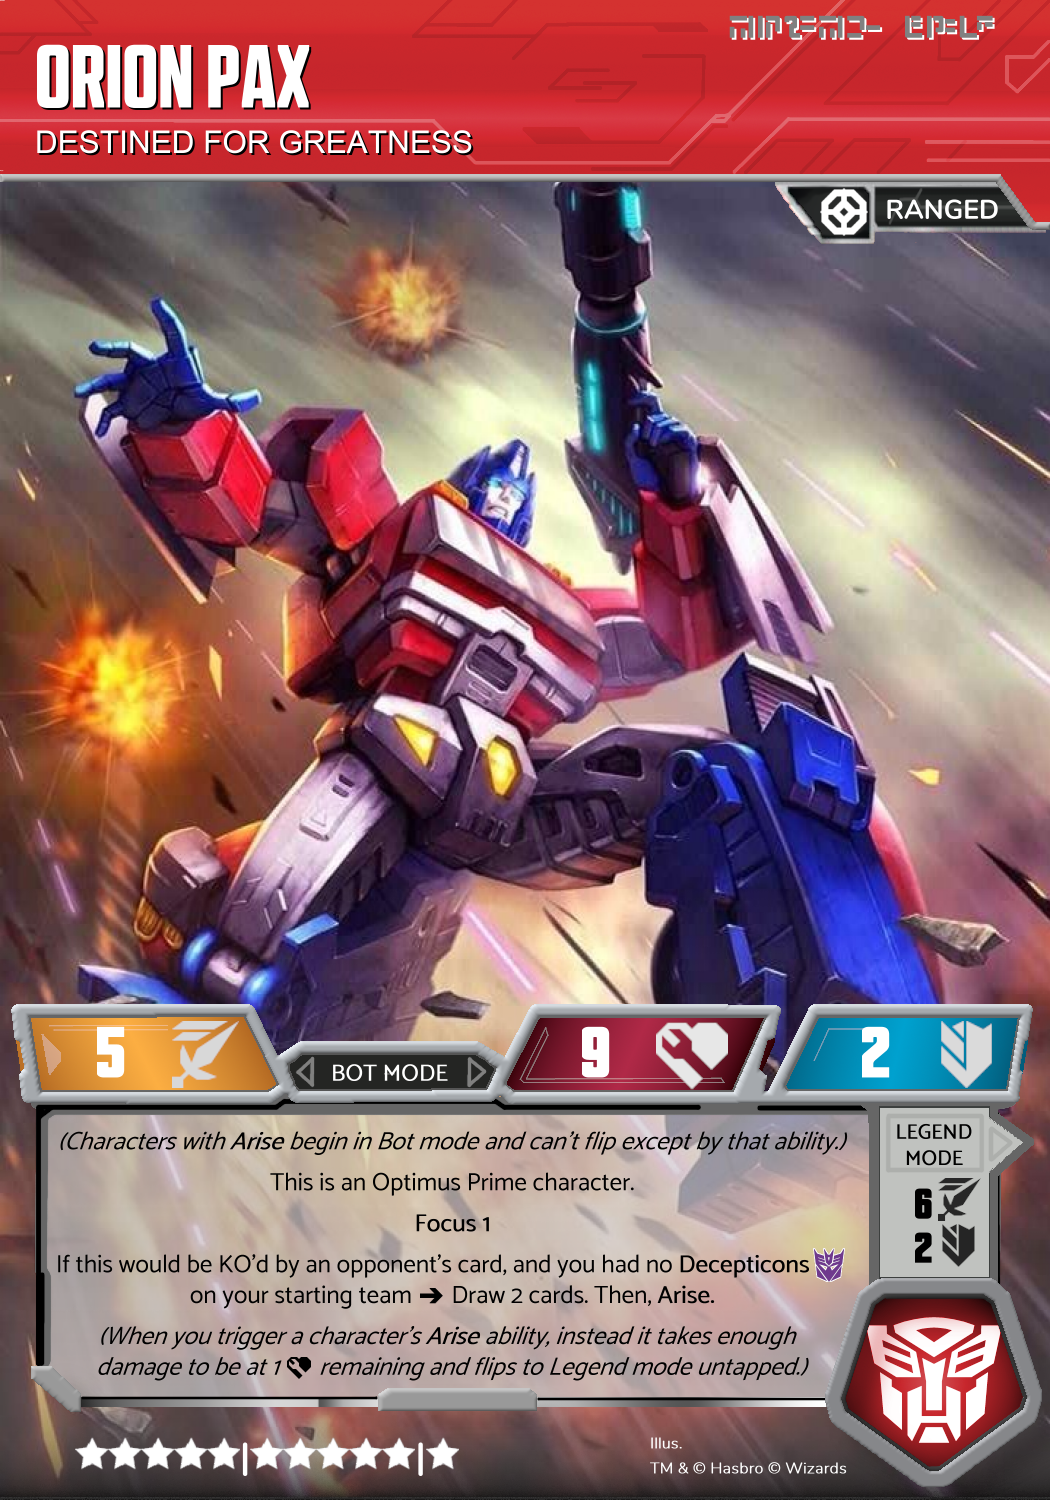 ORION PAX
DESTINED FOR GREATNESS
RANGED
5
BOT MODE
9
2
(Characters with Arise begin in Bot mode and can't flip except by that ability.)
This is an Optimus Prime character.
Focus 1
If this would be KO'd by an opponent's card, and you had no Decepticons
on your starting team ➔ Draw 2 cards. Then, Arise.
(When you trigger a character's Arise ability, instead it takes enough
damage to be at 1 remaining and flips to Legend mode untapped.)
LEGEND
MODE
6
2
Illus.
TM & © Hasbro © Wizards